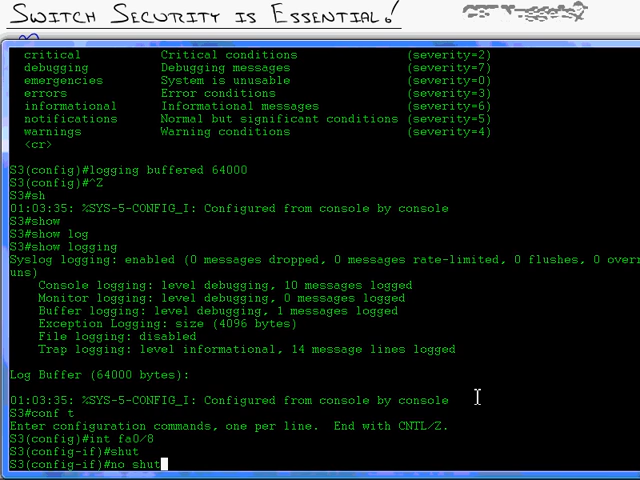 SWITCH SECURITY IS ESSENTIAL!
critical Critical conditions (severity=2)
debugging Debugging messages (severity=7)
emergencies System is unusable (severity=0)
errors Error conditions (severity=3)
informational Informational messages (severity=6)
notifications Normal but significant conditions (severity=5)
warnings Warning conditions (severity=4)
<cr>
S3(config)#logging buffered 64000
S3(config)#^Z
S3#sh
01:03:35: %SYS-5-CONFIG_I: Configured from console by console
S3#show
S3#show log
S3#show logging
Syslog logging: enabled (0 messages dropped, 0 messages rate-limited, 0 flushes, 0 overr
uns)
Console logging: level debugging, 10 messages logged
Monitor logging: level debugging, 0 messages logged
Buffer logging: level debugging, 1 messages logged
Exception Logging: size (4096 bytes)
File logging: disabled
Trap logging: level informational, 14 message lines logged
Log Buffer (64000 bytes):
01:03:35: %SYS-5-CONFIG_I: Configured from console by console
S3#conf t
Enter configuration commands, one per line. End with CNTL/Z.
S3(config)#int fa0/8
S3(config-if)#shut
S3(config-if)#no shut